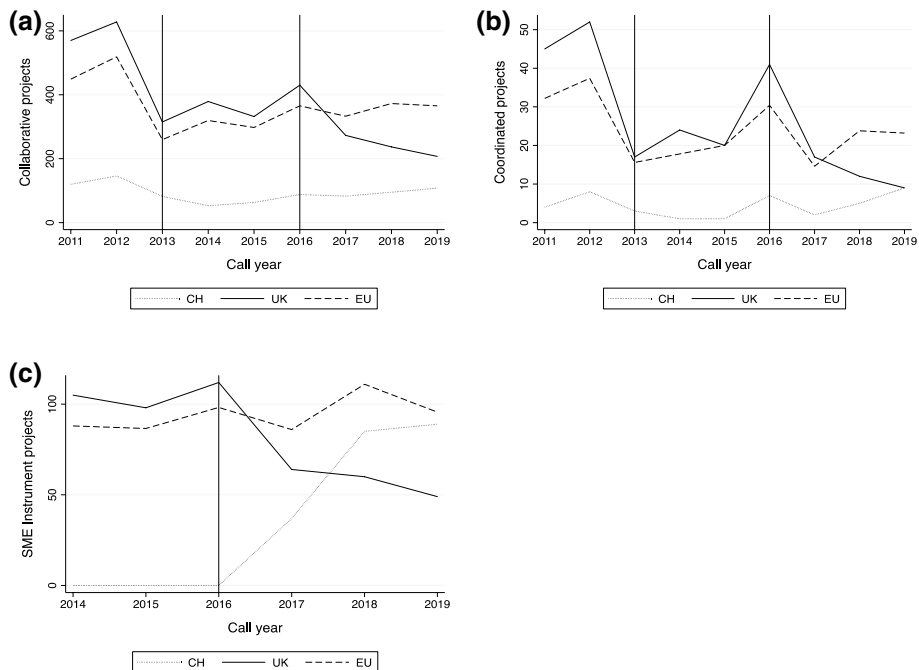 (a)
Collaborative projects
600
400
200
0
2011 2012 2013 2014 2015 2016 2017 2018 2019
Call year
CH UK EU
(b)
Coordinated projects
50
40
30
20
10
0
2011 2012 2013 2014 2015 2016 2017 2018 2019
Call year
CH UK EU
(c)
SME Instrument projects
100
50
0
2014 2015 2016 2017 2018 2019
Call year
CH UK EU